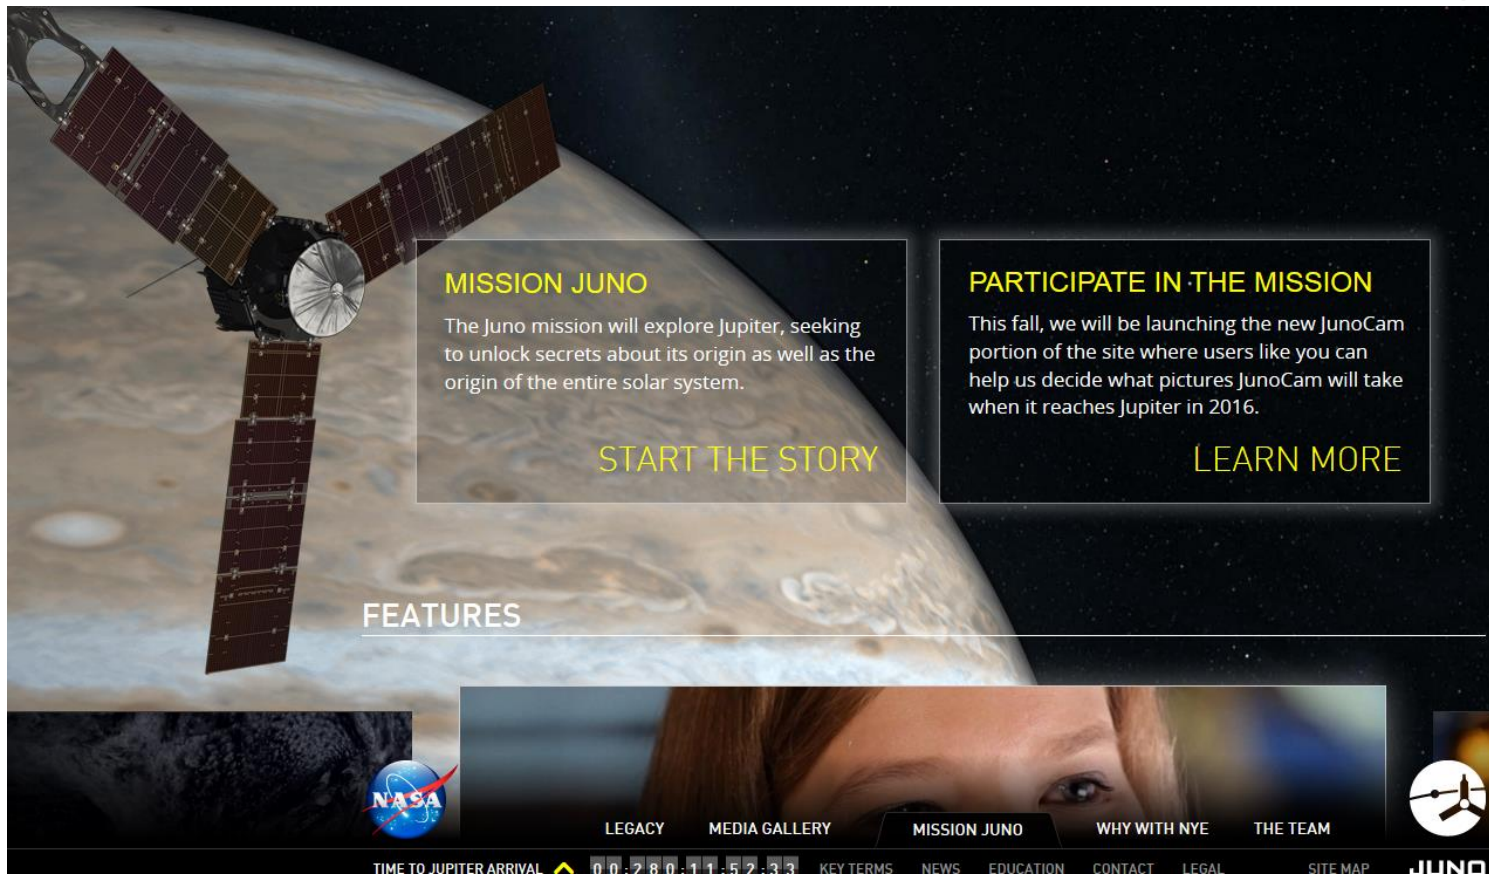 MISSION JUNO
The Juno mission will explore Jupiter, seeking
to unlock secrets about its origin as well as the
origin of the entire solar system.
START THE STORY
PARTICIPATE IN THE MISSION
This fall, we will be launching the new JunoCam
portion of the site where users like you can
help us decide what pictures JunoCam will take
when it reaches Jupiter in 2016.
LEARN MORE
FEATURES
NASA
LEGACY MEDIA GALLERY MISSION JUNO WHY WITH NYE THE TEAM
TIME TO JUPITER ARRIVAL 00:280:11:52:33 KEY TERMS NEWS EDUCATION CONTACT LEGAL SITE MAP JUNO